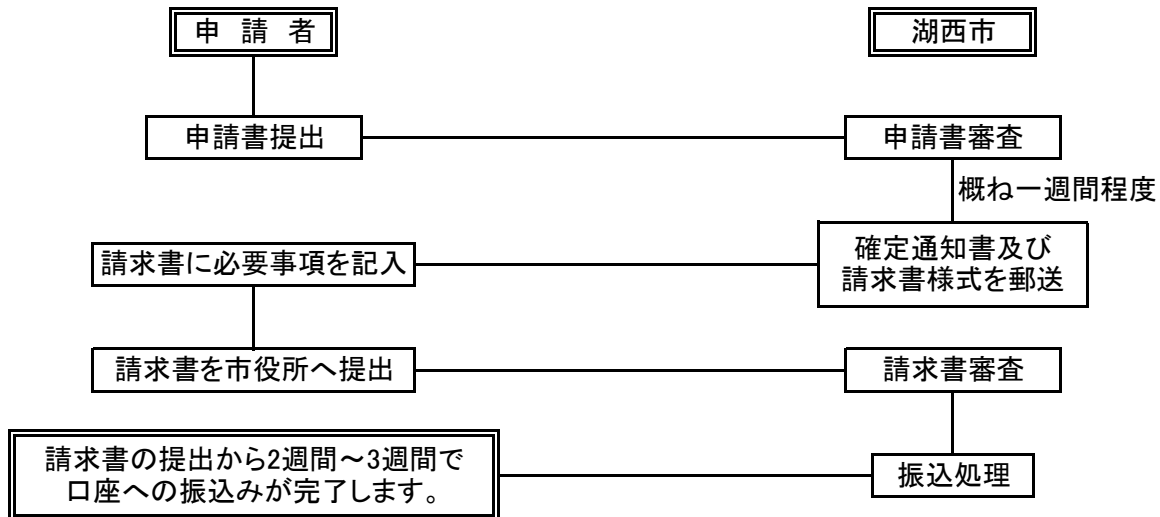 申 請 者
湖西市
申請書提出
申請書審査
概ね一週間程度
請求書に必要事項を記入
確定通知書及び
請求書様式を郵送
請求書を市役所へ提出
請求書審査
請求書の提出から2週間～3週間で
口座への振込みが完了します。
振込処理